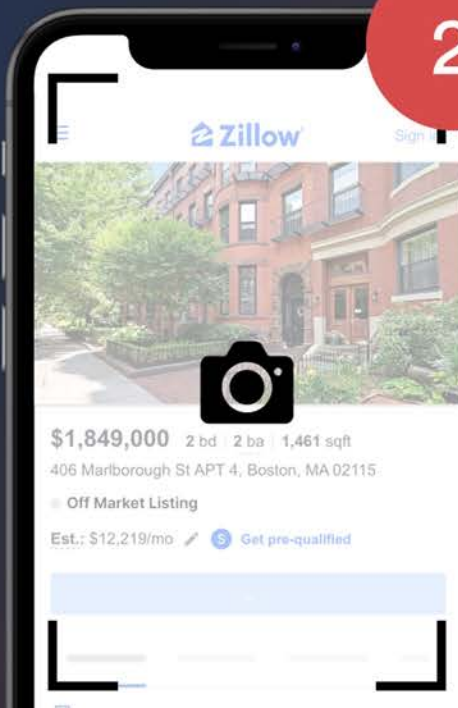 2
Zillow
Sign
$1,849,000 2 bd 2 ba 1,461 sqft
406 Marlborough St APT 4, Boston, MA 02115
Off Market Listing
Est.: $12,219/mo $ Get pre-qualified